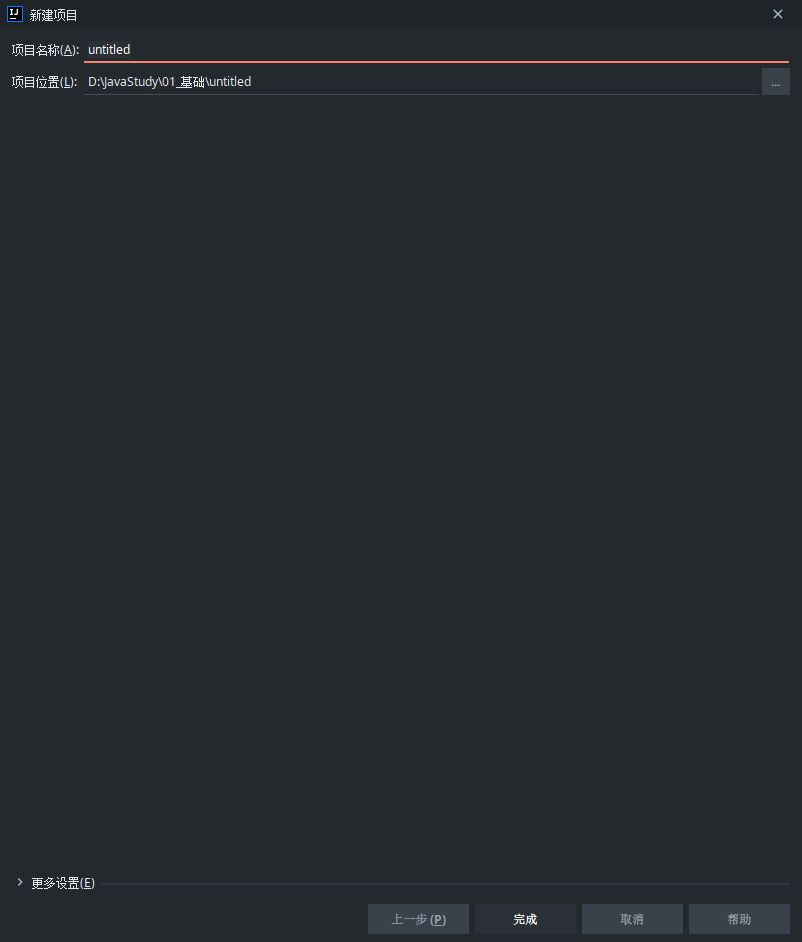 新建项目
项目名称(A): untitled
项目位置(L): D:\JavaStudy\01_基础\untitled ...
更多设置(E)
上一步 (P) 完成 取消 帮助